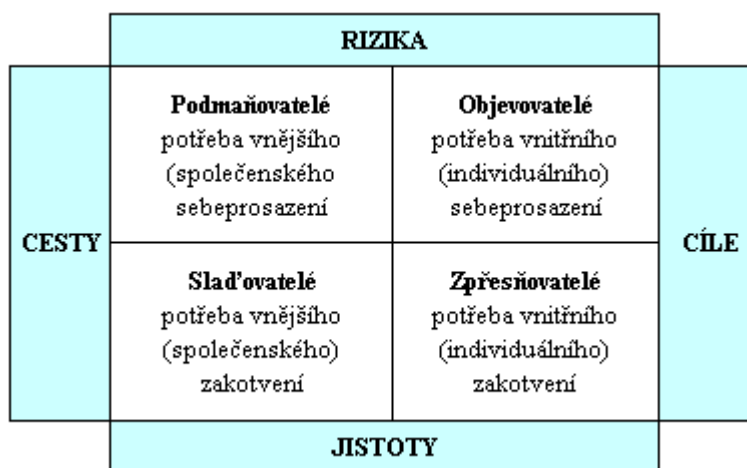 RIZIKA
Podmaňovatelé
potřeba vnějšího
(společenského
sebeprosazení
Objevovatelé
potřeba vnitřního
(individuálního)
sebeprosazení
CESTY
CÍLE
Slaďovatelé
potřeba vnějšího
(společenského)
zakotvení
Zpřesňovatelé
potřeba vnitřního
(individuálního)
zakotvení
JISTOTY